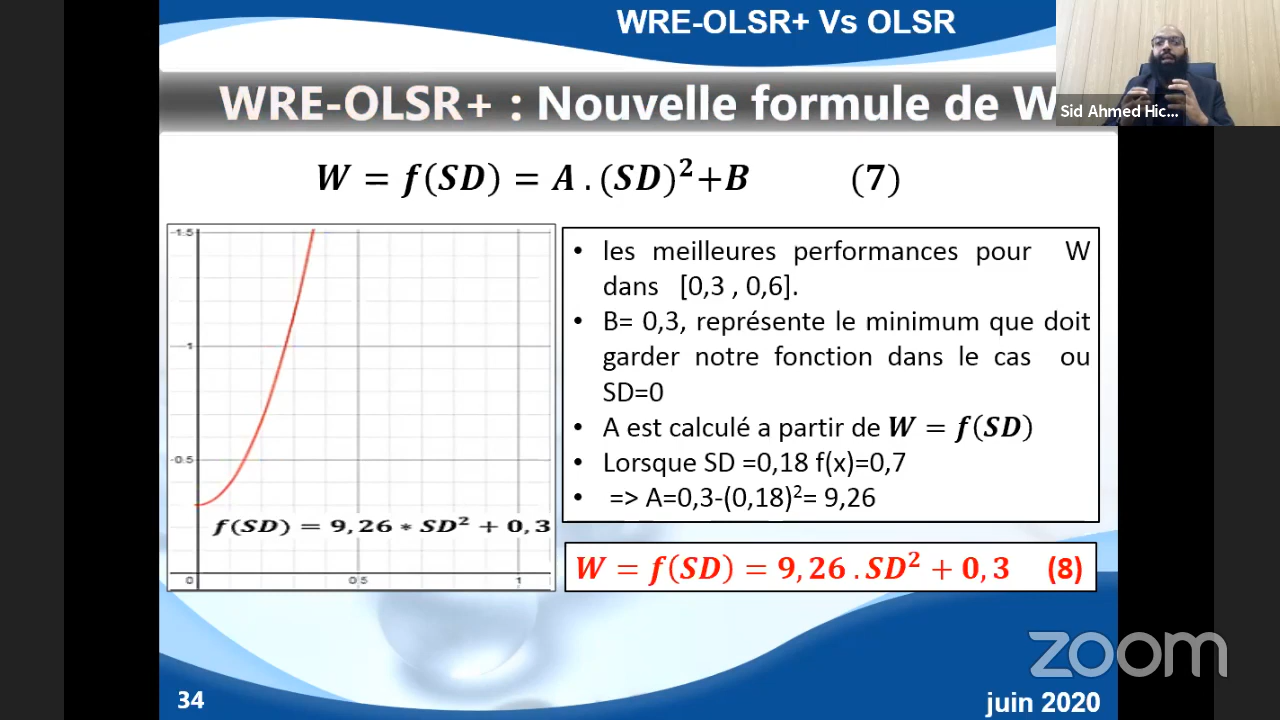 WRE-OLSR+ Vs OLSR
WRE-OLSR+ : Nouvelle formule de W
Sid Ahmed Hic...
W = f(SD) = A . (SD)²+B (7)
1.5
1
0.5
0
0.5
1
f(SD) = 9,26 * SD² + 0,3
• les meilleures performances pour W
dans [0,3 , 0,6].
• B= 0,3, représente le minimum que doit
garder notre fonction dans le cas ou
SD=0
• A est calculé a partir de W = f(SD)
• Lorsque SD =0,18 f(x)=0,7
• => A=0,3-(0,18)²= 9,26
W = f(SD) = 9,26 . SD² + 0,3 (8)
zoom
34
juin 2020